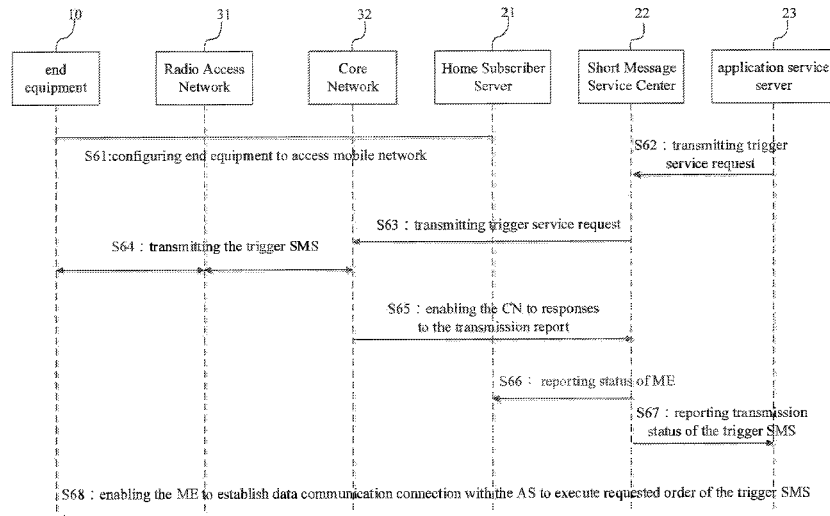 10
31
32
21
22
23
end
equipment
Radio Access
Network
Core
Network
Home Subscriber
Server
Short Message
Service Center
application service
server
S61:configuring end equipment to access mobile network
S62：transmitting trigger
service request
S63：transmitting trigger service request
S64：transmitting the trigger SMS
S65：enabling the CN to responses
to the transmission report
S66：reporting status of ME
S67：reporting transmission
status of the trigger SMS
S68：enabling the ME to establish data communication connection with the AS to execute requested order of the trigger SMS